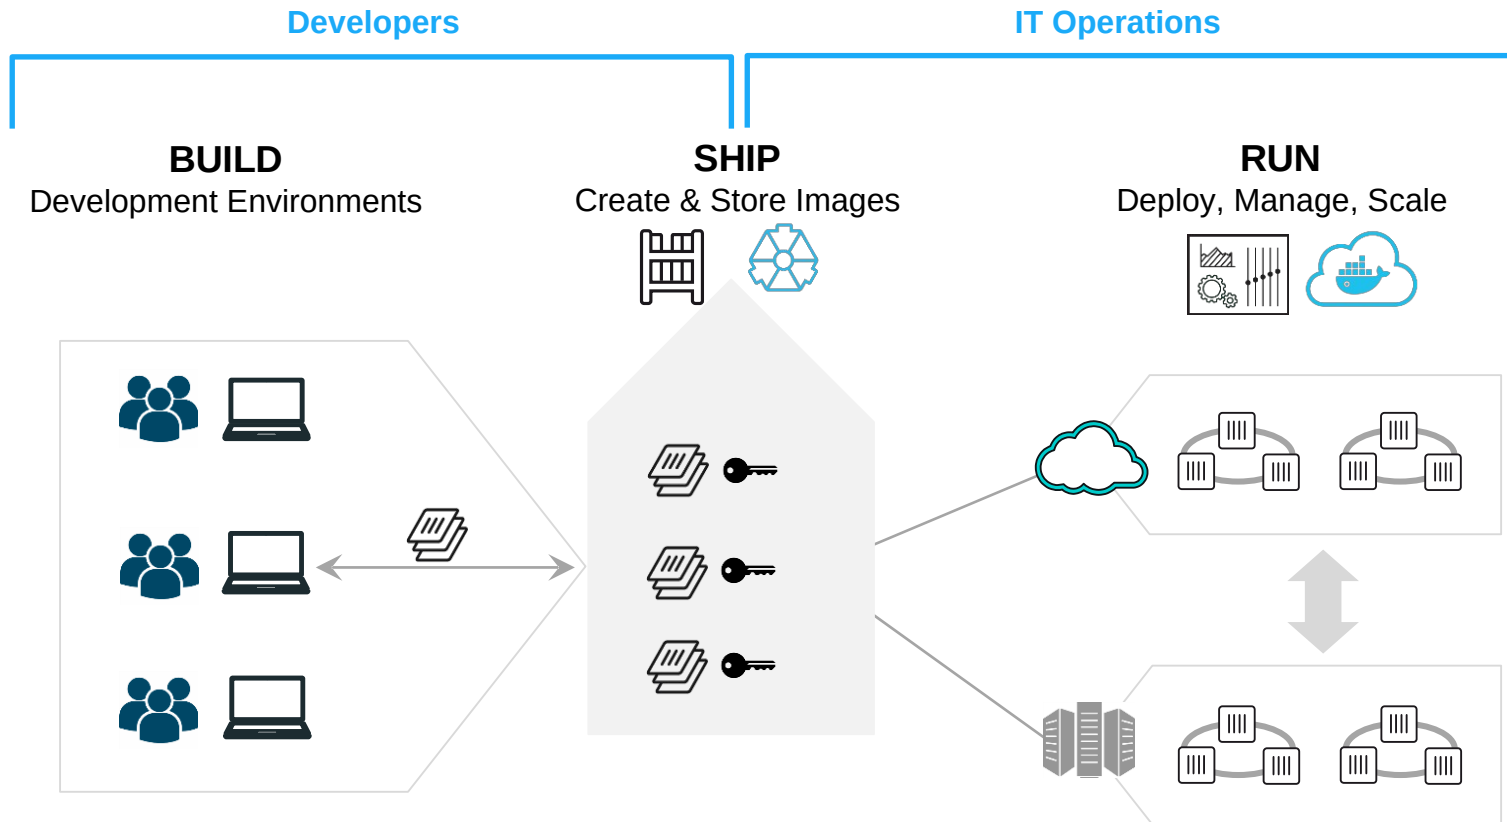 Developers
IT Operations
BUILD
Development Environments
SHIP
Create & Store Images
RUN
Deploy, Manage, Scale